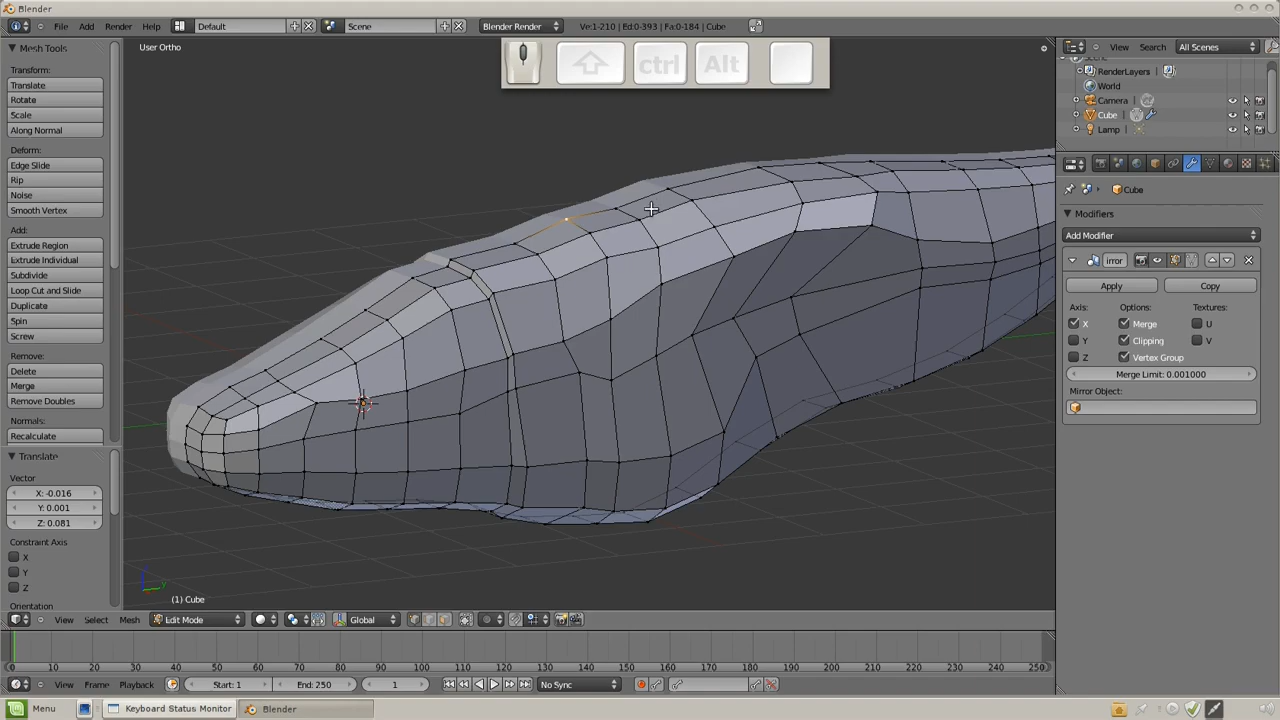 Blender
File Add Render Help Default Scene Blender Render Ve:1-210 | Ed:0-393 | Fa:0-184 | Cube
Mesh Tools
Transform:
Translate
Rotate
Scale
Along Normal
Deform:
Edge Slide
Rip
Noise
Smooth Vertex
Add:
Extrude Region
Extrude Individual
Subdivide
Loop Cut and Slide
Duplicate
Spin
Screw
Remove:
Delete
Merge
Remove Doubles
Normals:
Recalculate
Translate
Vector
X: -0.016
Y: 0.001
Z: 0.081
Constraint Axis
X
Y
Z
Orientation
User Ortho
ctrl Alt
(1) Cube
View Select Mesh Edit Mode Global
View Search All Scenes
Scene
RenderLayers
World
Camera
Cube
Lamp
Cube
Modifiers
Add Modifier
irror
Apply Copy
Axis: Options: Textures:
X Merge U
Y Clipping V
Z Vertex Group
Merge Limit: 0.001000
Mirror Object:
0 10 20 30 40 50 60 70 80 90 100 110 120 130 140 150 160 170 180 190 200 210 220 230 240 250
View Frame Playback Start: 1 End: 250 1 No Sync
Menu Keyboard Status Monitor Blender